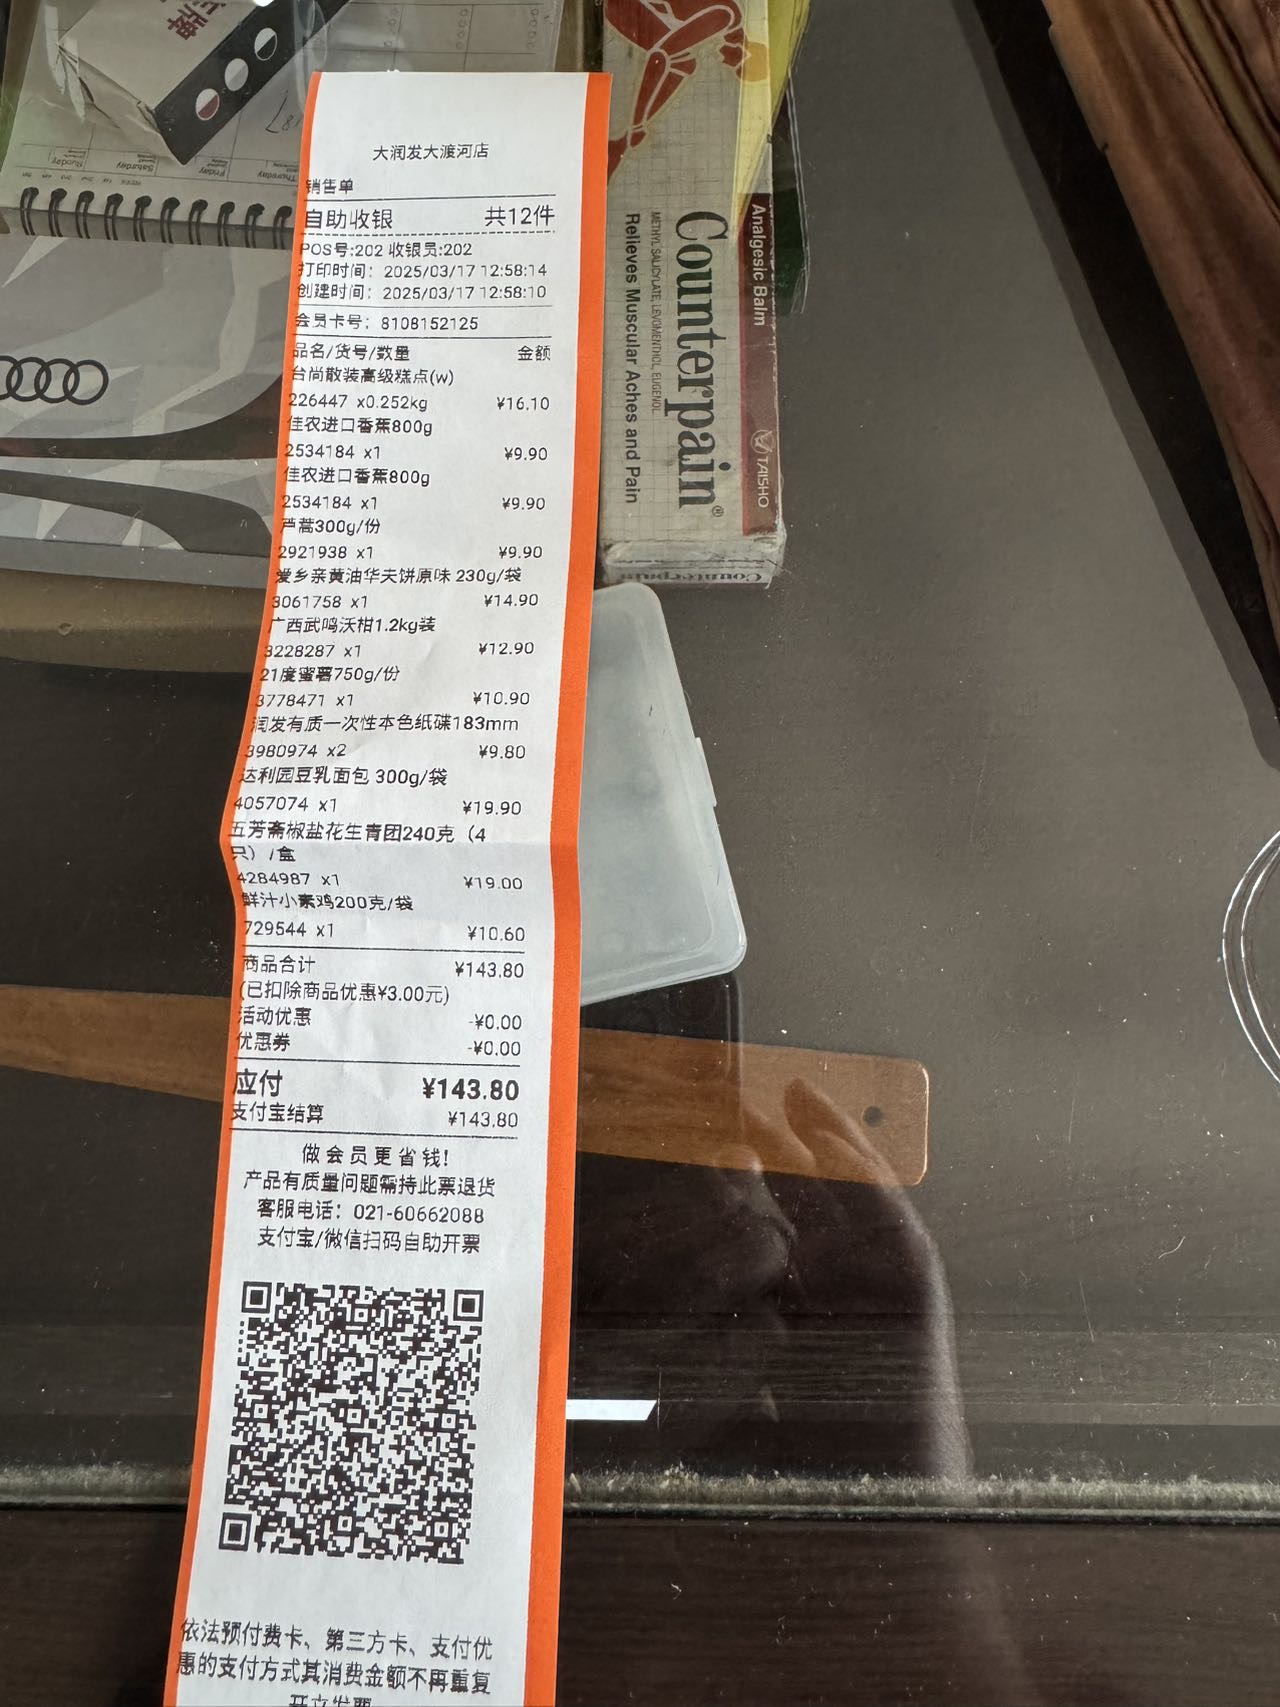 大润发大渡河店
销售单
自助收银 共12件
POS号:202 收银员:202
打印时间: 2025/03/17 12:58:14
创建时间: 2025/03/17 12:58:10
会员卡号: 8108152125
品名/货号/数量 金额
台尚散装高级糕点(w)
226447 x0.252kg ¥16.10
佳农进口香蕉800g
2534184 x1 ¥9.90
佳农进口香蕉800g
2534184 x1 ¥9.90
芦蒿300g/份
2921938 x1 ¥9.90
爱乡亲黄油华夫饼原味 230g/袋
3061758 x1 ¥14.90
广西武鸣沃柑1.2kg装
3228287 x1 ¥12.90
21度蜜薯750g/份
3778471 x1 ¥10.90
润发有质一次性本色纸碟183mm
3980974 x2 ¥9.80
达利园豆乳面包 300g/袋
4057074 x1 ¥19.90
五芳斋椒盐花生青团240克（4
只）/盒
4284987 x1 ¥19.00
鲜汁小素鸡200克/袋
729544 x1 ¥10.60
商品合计 ¥143.80
(已扣除商品优惠¥3.00元)
活动优惠 -¥0.00
优惠券 -¥0.00
应付 ¥143.80
支付宝结算 ¥143.80
做会员更省钱!
产品有质量问题需持此票退货
客服电话: 021-60662088
支付宝/微信扫码自助开票
依法预付费卡、第三方卡、支付优
惠的支付方式其消费金额不再重复
开立发票
Analgesic Balm
Counterpain®
TAISHO
METHYL SALICYLATE, LEVOMENTHOL, EUGENOL
Relieves Muscular Aches and Pain
Counterpain
Thursday
Friday
Saturday
Sunday
牌